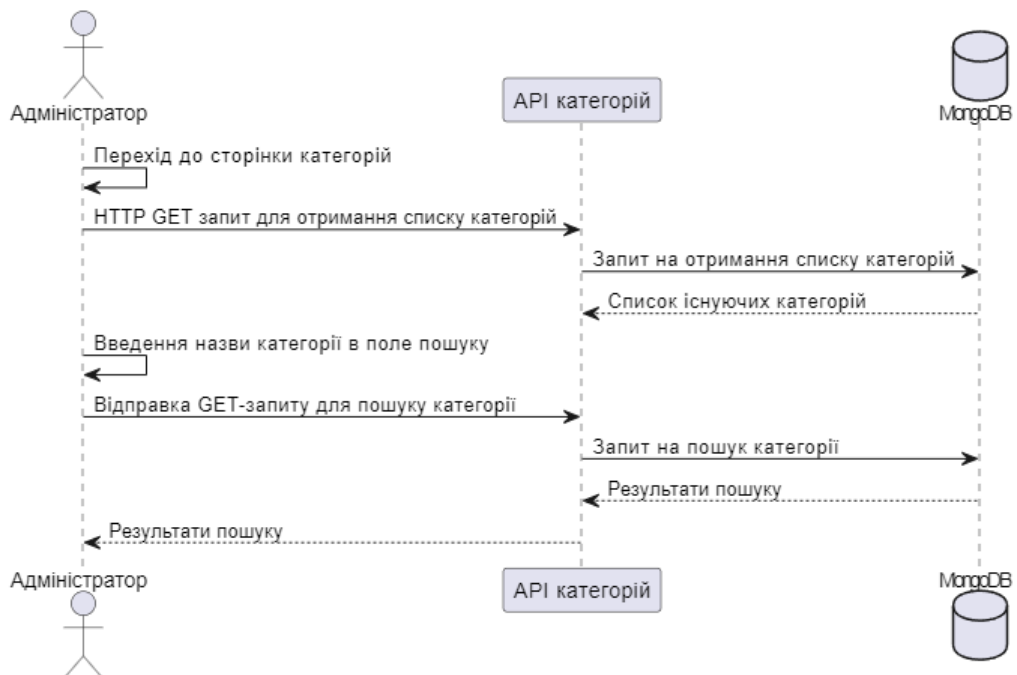 Адміністратор
API категорій
MongoDB
Перехід до сторінки категорій
HTTP GET запит для отримання списку категорій
Запит на отримання списку категорій
Список існуючих категорій
Введення назви категорії в поле пошуку
Відправка GET-запиту для пошуку категорії
Запит на пошук категорії
Результати пошуку
Результати пошуку
Адміністратор
API категорій
MongoDB